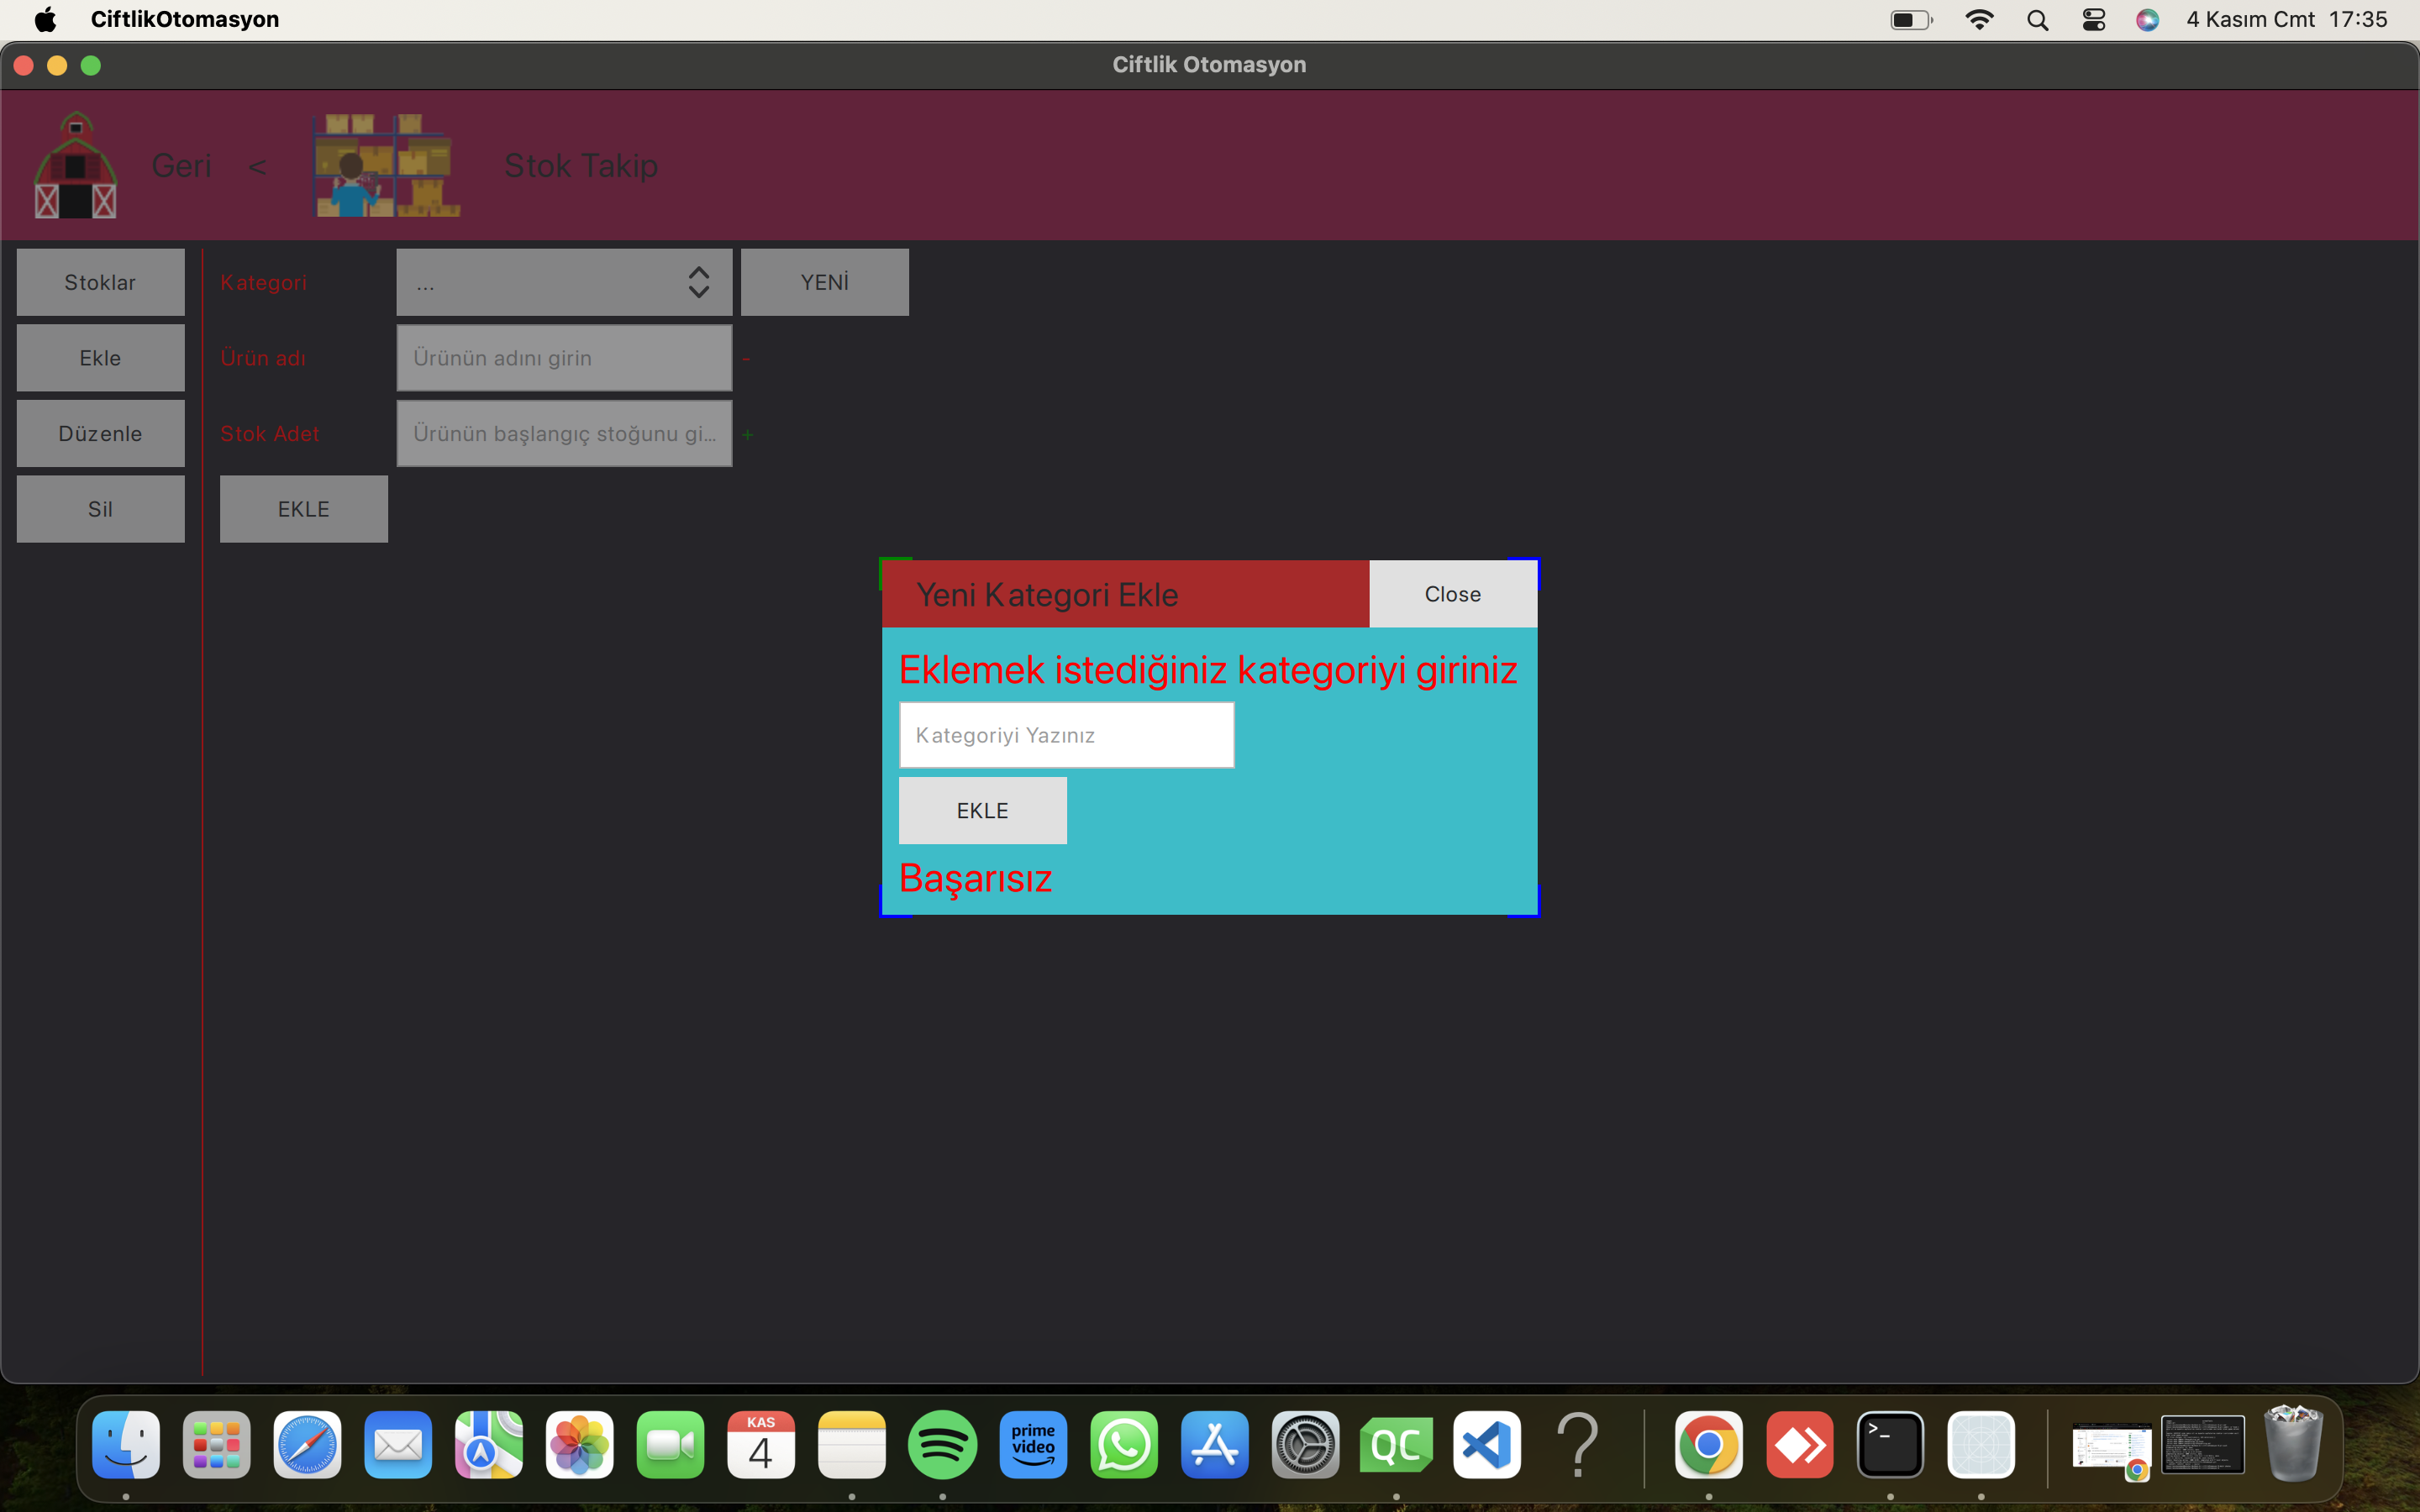 CiftlikOtomasyon
4 Kasım Cmt 17:35
Ciftlik Otomasyon
Geri < Stok Takip
Stoklar
Kategori
...
YENİ
Ekle
Ürün adı
Ürünün adını girin
-
Düzenle
Stok Adet
Ürünün başlangıç stoğunu gi...
+
Sil
EKLE
Yeni Kategori Ekle
Close
Eklemek istediğiniz kategoriyi giriniz
Kategoriyi Yazınız
EKLE
Başarısız
KAS
4
prime
video
QC
>_